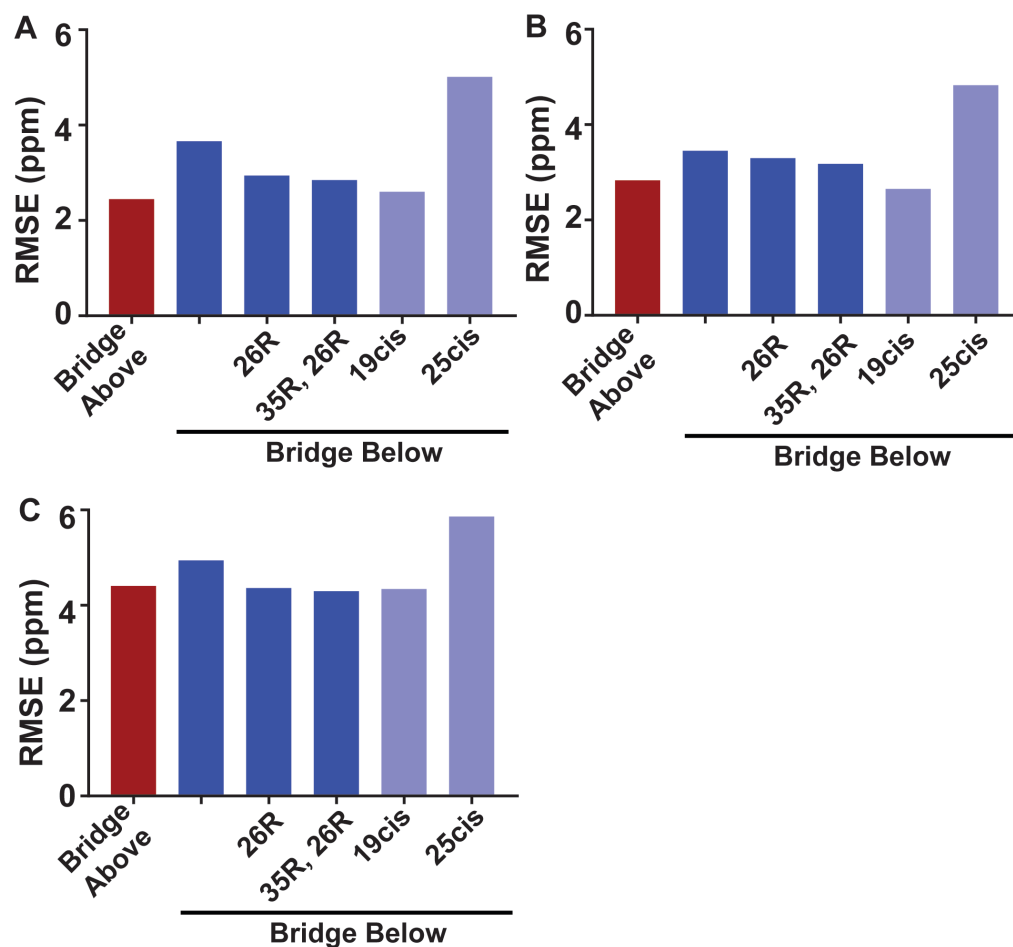 A
6
4
2
0
RMSE (ppm)
Bridge
Above
26R
35R, 26R
19cis
25cis
Bridge Below
B
6
4
2
0
RMSE (ppm)
Bridge
Above
26R
35R, 26R
19cis
25cis
Bridge Below
C
6
4
2
0
RMSE (ppm)
Bridge
Above
26R
35R, 26R
19cis
25cis
Bridge Below